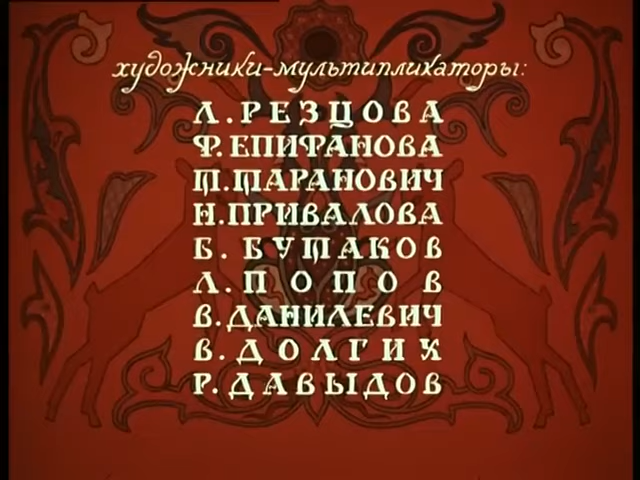 художники-мультипликаторы:
Л. РЕЗЦОВА
Ф. ЕПИФАНОВА
Т. ТАРАНОВИЧ
Н. ПРИВАЛОВА
Б. БУТАКОВ
Л. ПОПОВ
В. ДАНИЛЕВИЧ
В. ДОЛГИХ
Р. ДАВЫДОВ